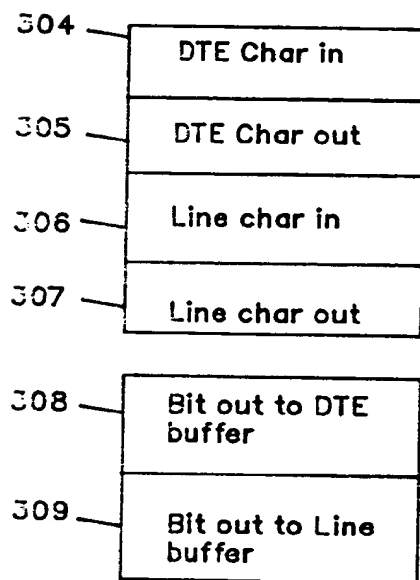 304
DTE Char in
305
DTE Char out
306
Line char in
307
Line char out
308
Bit out to DTE
buffer
309
Bit out to Line
buffer